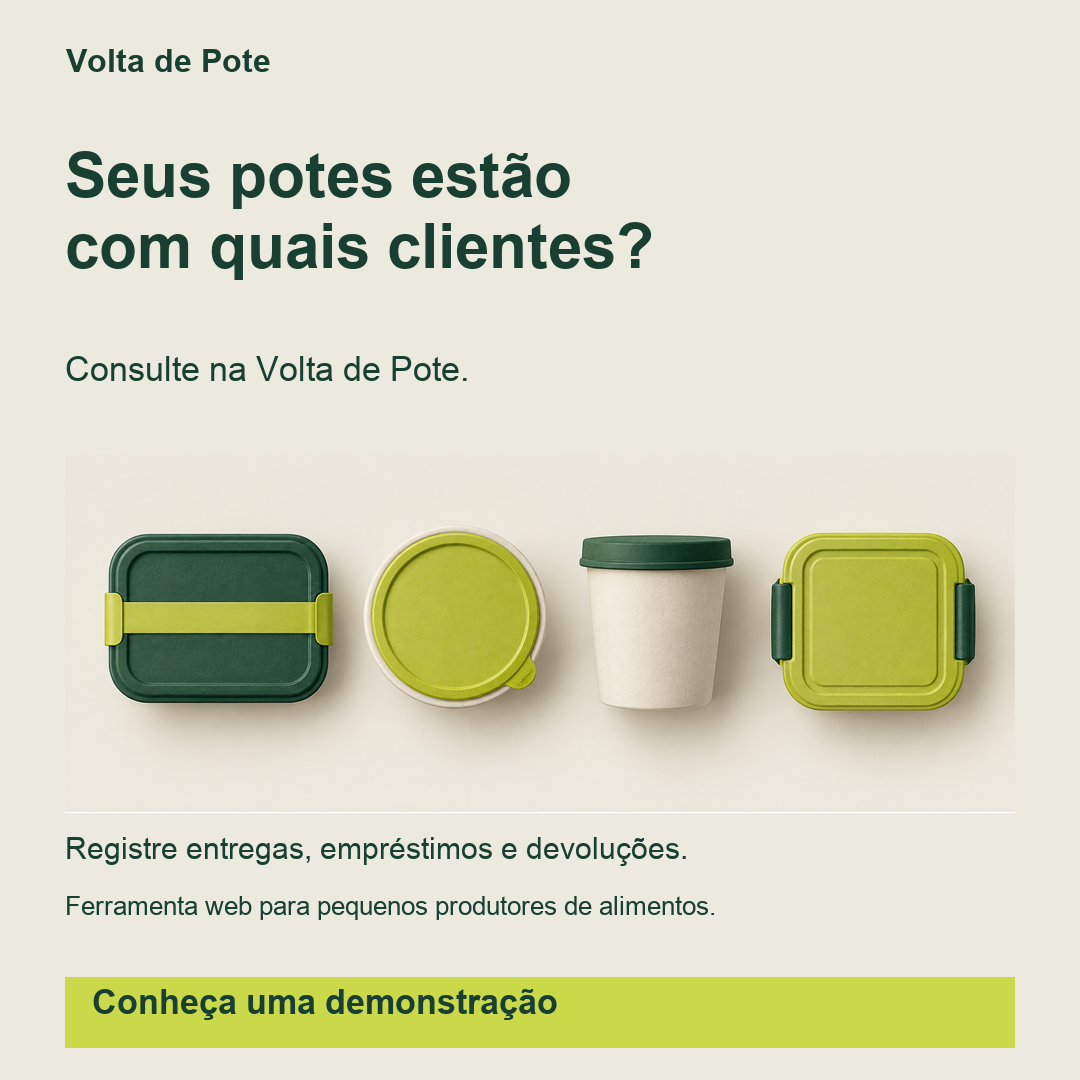 Volta de Pote
Seus potes estão
com quais clientes?
Consulte na Volta de Pote.
Registre entregas, empréstimos e devoluções.
Ferramenta web para pequenos produtores de alimentos.
Conheça uma demonstração